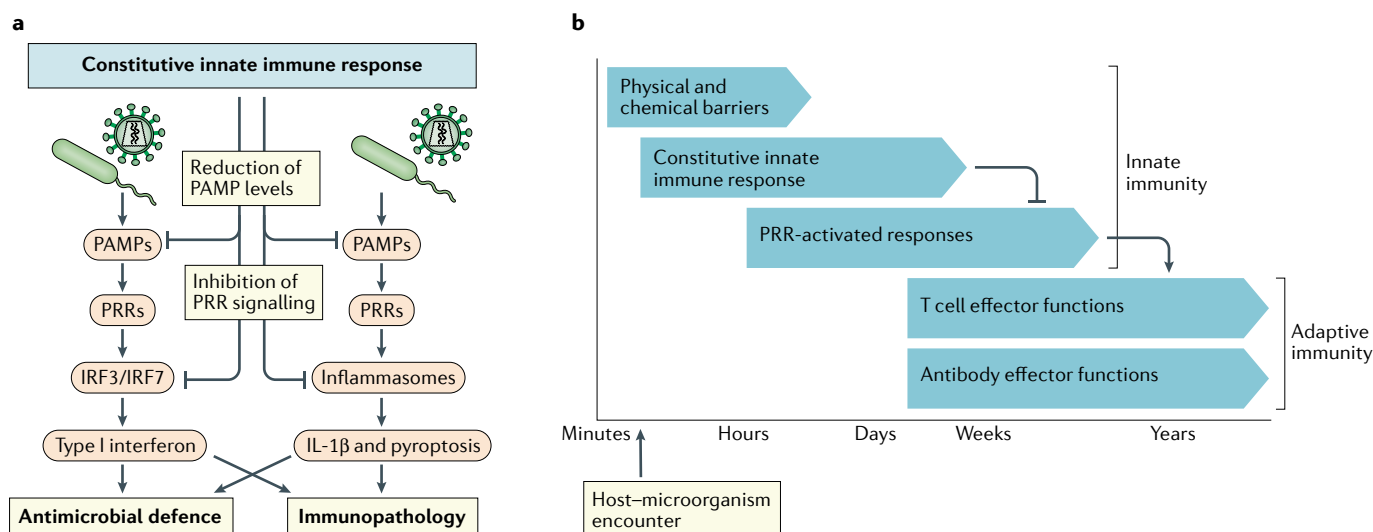 a
Constitutive innate immune response
Reduction of
PAMP levels
PAMPs
PAMPs
Inhibition of
PRR signalling
PRRs
PRRs
IRF3/IRF7
Inflammasomes
Type I interferon
IL-1β and pyroptosis
Antimicrobial defence
Immunopathology
b
Physical and
chemical barriers
Constitutive innate
immune response
PRR-activated responses
Innate
immunity
T cell effector functions
Antibody effector functions
Adaptive
immunity
Minutes
Hours
Days
Weeks
Years
Host–microorganism
encounter